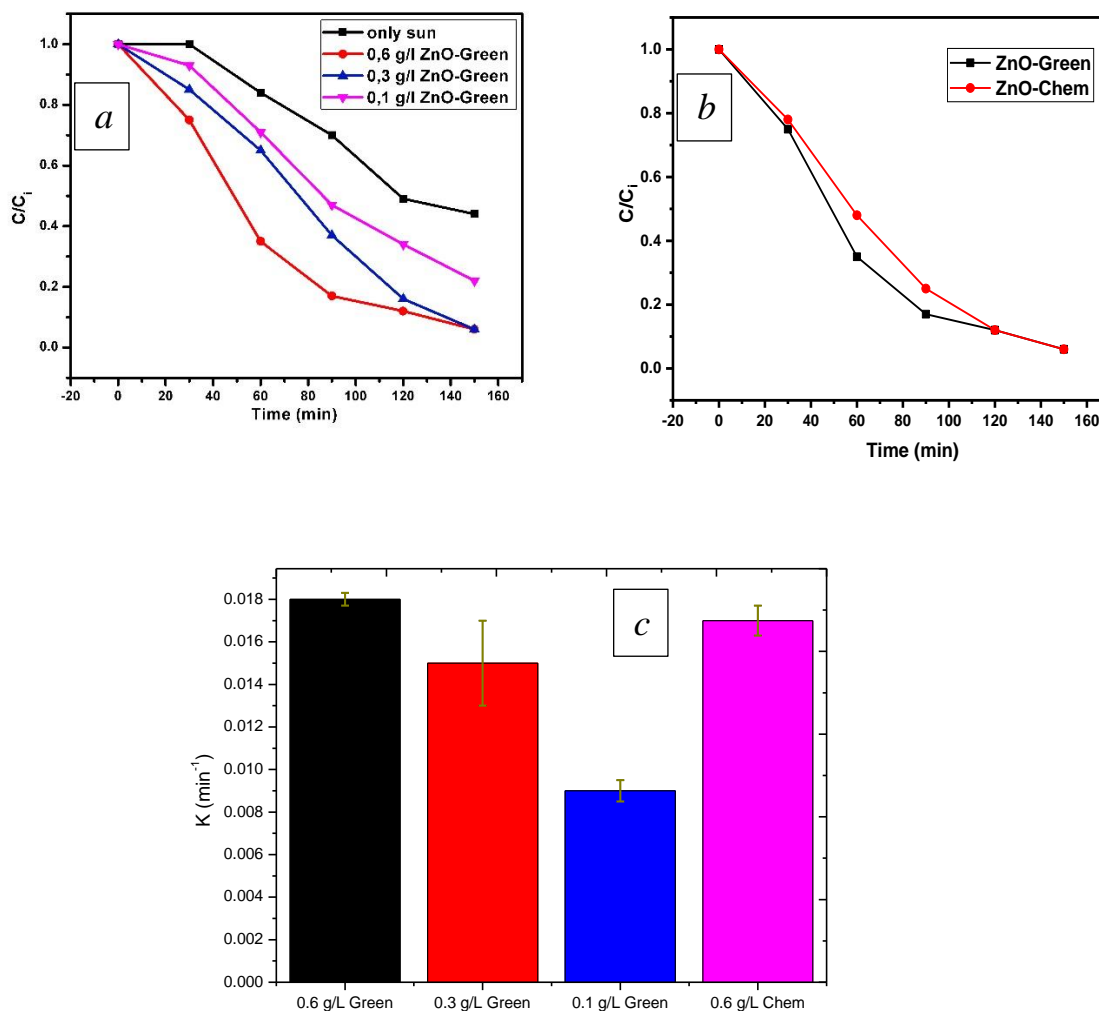 a
only sun
0,6 g/l ZnO-Green
0,3 g/l ZnO-Green
0,1 g/l ZnO-Green
1.0
0.8
0.6
0.4
0.2
0.0
C/Ci
-20 0 20 40 60 80 100 120 140 160
Time (min)
b
ZnO-Green
ZnO-Chem
1.0
0.8
0.6
0.4
0.2
0.0
C/Ci
-20 0 20 40 60 80 100 120 140 160
Time (min)
c
0.018
0.016
0.014
0.012
0.010
0.008
0.006
0.004
0.002
0.000
K (min-1)
0.6 g/L Green 0.3 g/L Green 0.1 g/L Green 0.6 g/L Chem